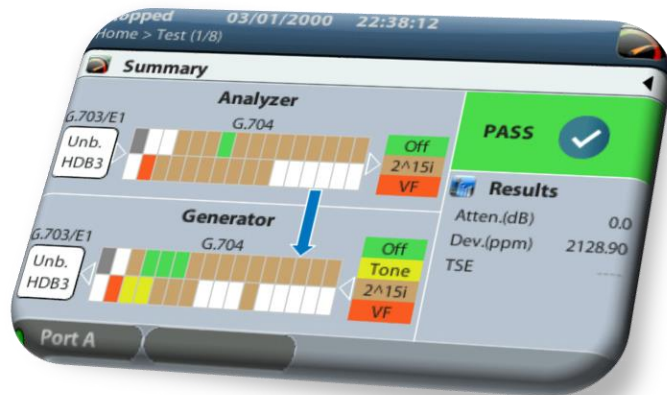 03/01/2000 22:38:12
Home > Test (1/8)
Summary
Analyzer
G.703/E1
G.704
Unb.
HDB3
Off
2^15i
VF
PASS
Results
Atten.(dB) 0.0
Dev.(ppm) 2128.90
TSE ----
Generator
G.703/E1
G.704
Unb.
HDB3
Off
Tone
2^15i
VF
Port A